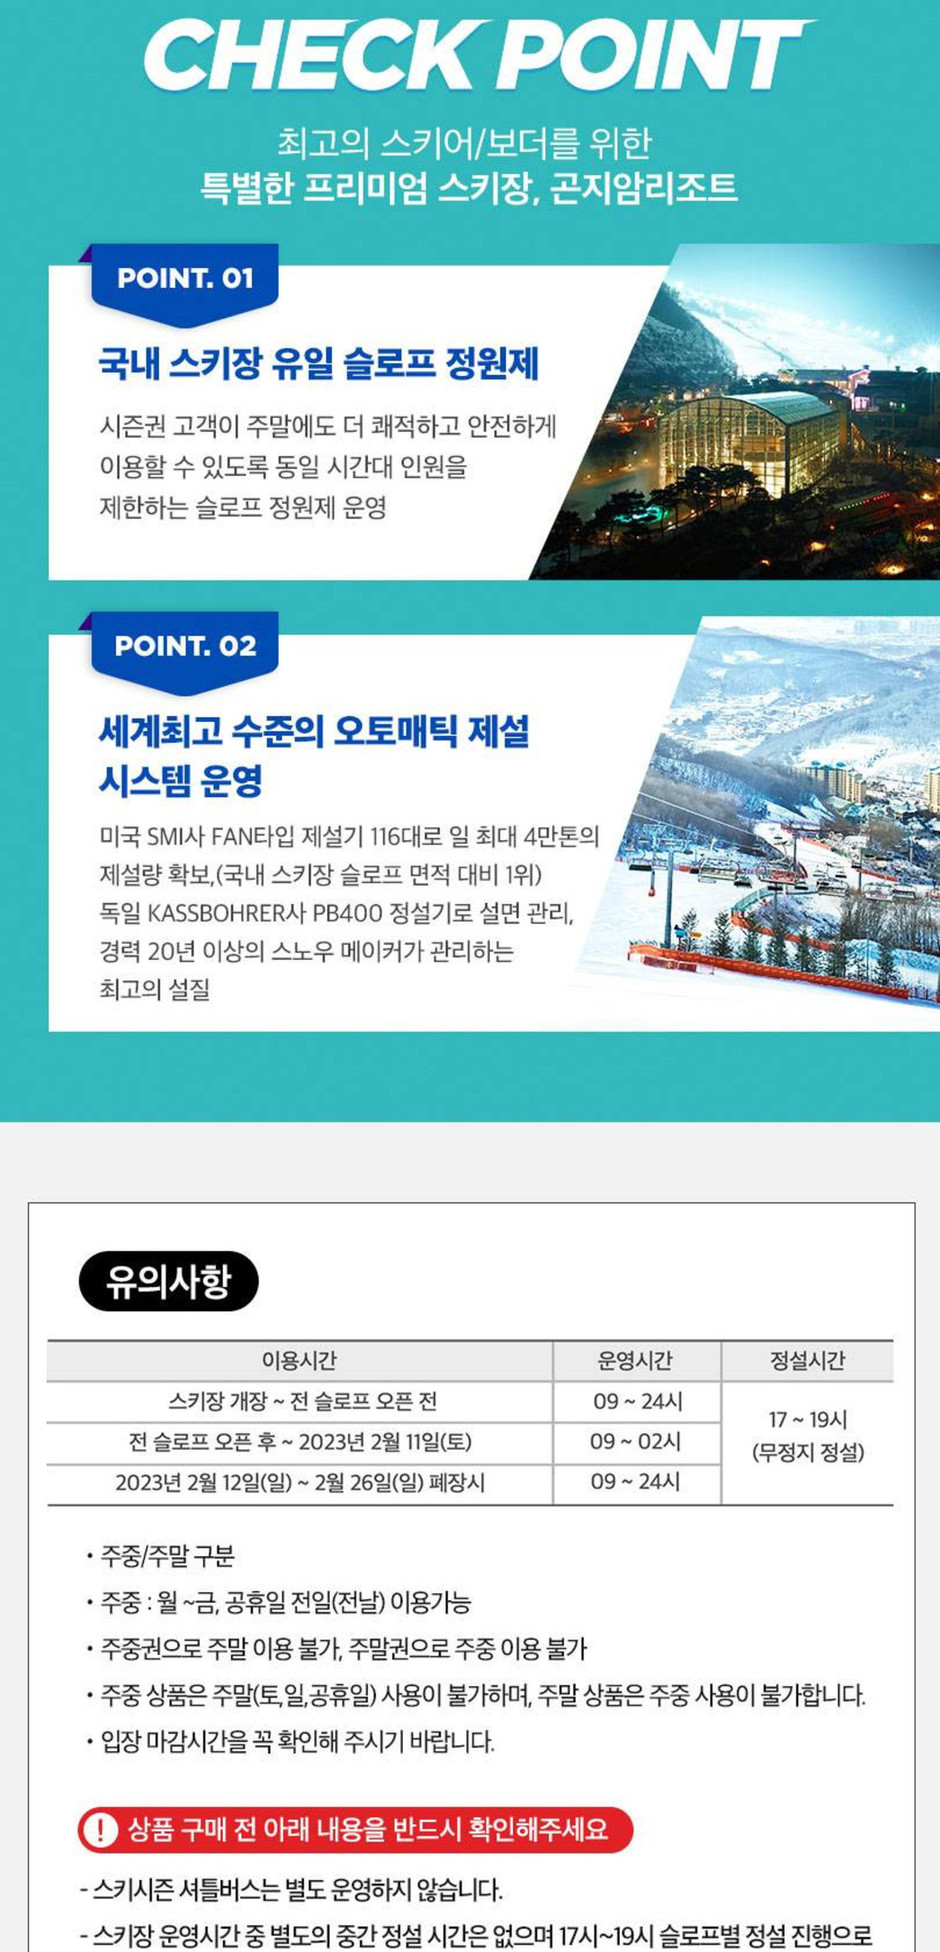 CHECK POINT
최고의 스키어/보더를 위한
특별한 프리미엄 스키장, 곤지암리조트
POINT. 01
국내 스키장 유일 슬로프 정원제
시즌권 고객이 주말에도 더 쾌적하고 안전하게
이용할 수 있도록 동일 시간대 인원을
제한하는 슬로프 정원제 운영
POINT. 02
세계최고 수준의 오토매틱 제설
시스템 운영
미국 SMI사 FAN타입 제설기 116대로 일 최대 4만톤의
제설량 확보,(국내 스키장 슬로프 면적 대비 1위)
독일 KASSBOHRER사 PB400 정설기로 설면 관리,
경력 20년 이상의 스노우 메이커가 관리하는
최고의 설질
유의사항
이용시간 운영시간 정설시간
스키장 개장 ~ 전 슬로프 오픈 전 09 ~ 24시
전 슬로프 오픈 후 ~ 2023년 2월 11일(토) 09 ~ 02시
2023년 2월 12일(일) ~ 2월 26일(일) 폐장시 09 ~ 24시
17 ~ 19시
(무정지 정설)
• 주중/주말 구분
• 주중 : 월 ~금, 공휴일 전일(전날) 이용가능
• 주중권으로 주말 이용 불가, 주말권으로 주중 이용 불가
• 주중 상품은 주말(토,일,공휴일) 사용이 불가하며, 주말 상품은 주중 사용이 불가합니다.
• 입장 마감시간을 꼭 확인해 주시기 바랍니다.
! 상품 구매 전 아래 내용을 반드시 확인해주세요
- 스키시즌 셔틀버스는 별도 운영하지 않습니다.
- 스키장 운영시간 중 별도의 중간 정설 시간은 없으며 17시~19시 슬로프별 정설 진행으로